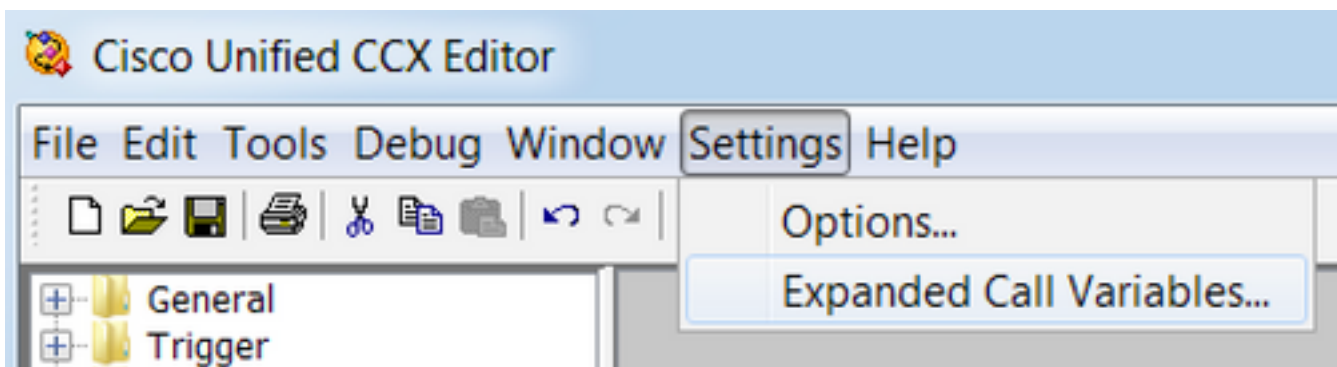 Cisco Unified CCX Editor
File Edit Tools Debug Window Settings Help
Options...
Expanded Call Variables...
General
Trigger